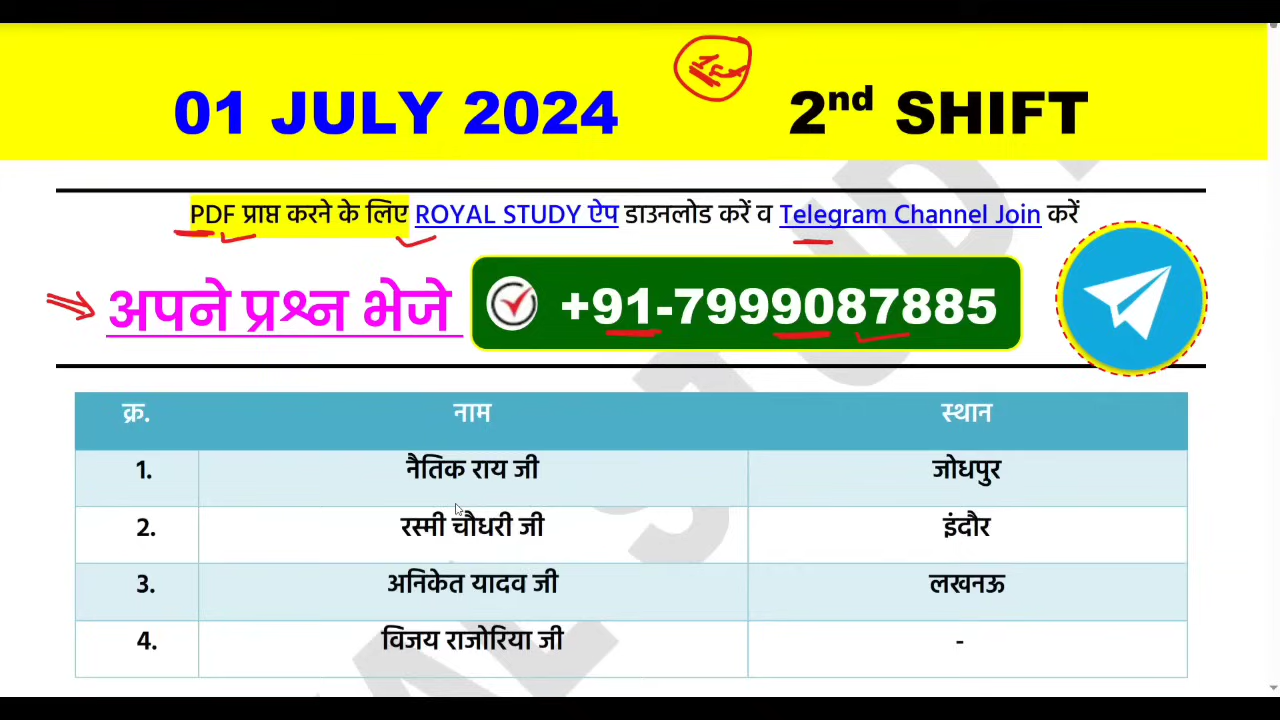 1st
01 JULY 2024 2nd SHIFT
PDF प्राप्त करने के लिए ROYAL STUDY ऐप डाउनलोड करें व Telegram Channel Join करें
अपने प्रश्न भेजे +91-7999087885
क्र. नाम स्थान
1. नैतिक राय जी जोधपुर
2. रस्मी चौधरी जी इंदौर
3. अनिकेत यादव जी लखनऊ
4. विजय राजोरिया जी -